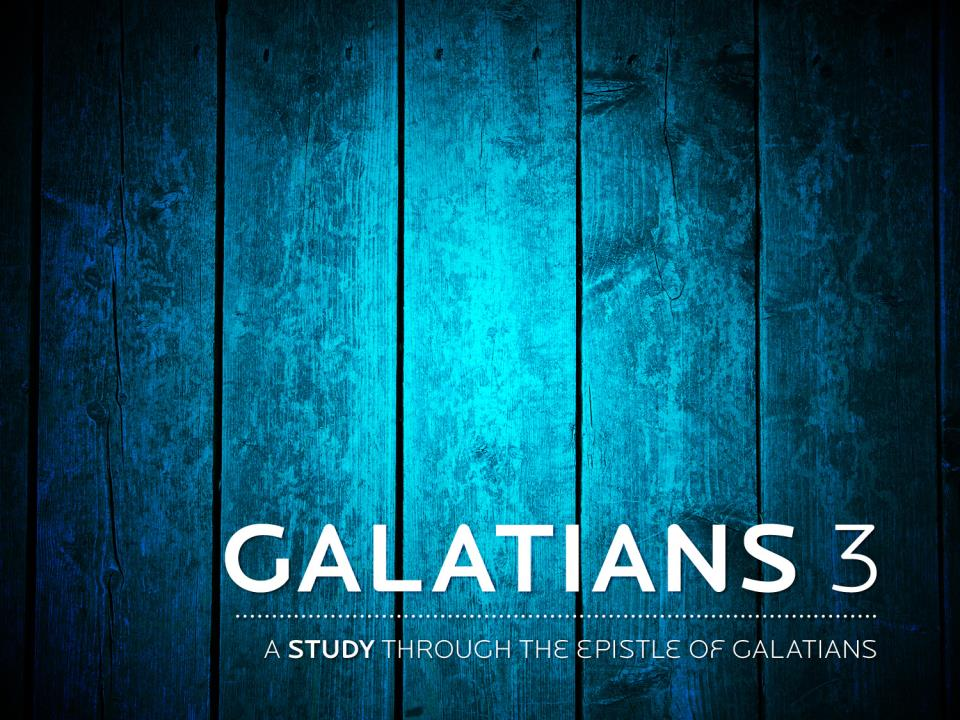 GALATIANS 3
A STUDY THROUGH THE EPISTLE OF GALATIANS